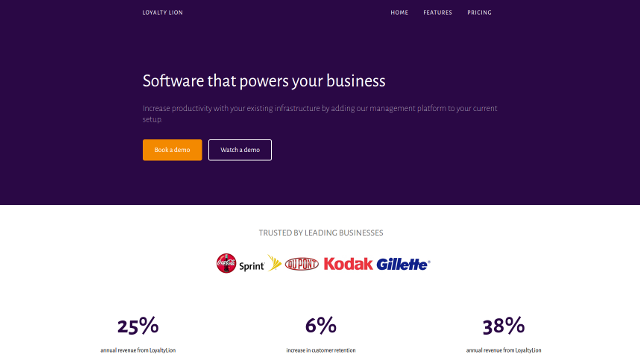 LOYALTY LION
HOME FEATURES PRICING
Software that powers your business
Increase productivity with your existing infrastructure by adding our management platform to your current
setup.
Book a demo Watch a demo
TRUSTED BY LEADING BUSINESSES
Coca-Cola Sprint DUPONT Kodak Gillette
25% 6% 38%
annual revenue from LoyaltyLion increase in customer retention annual revenue from LoyaltyLion